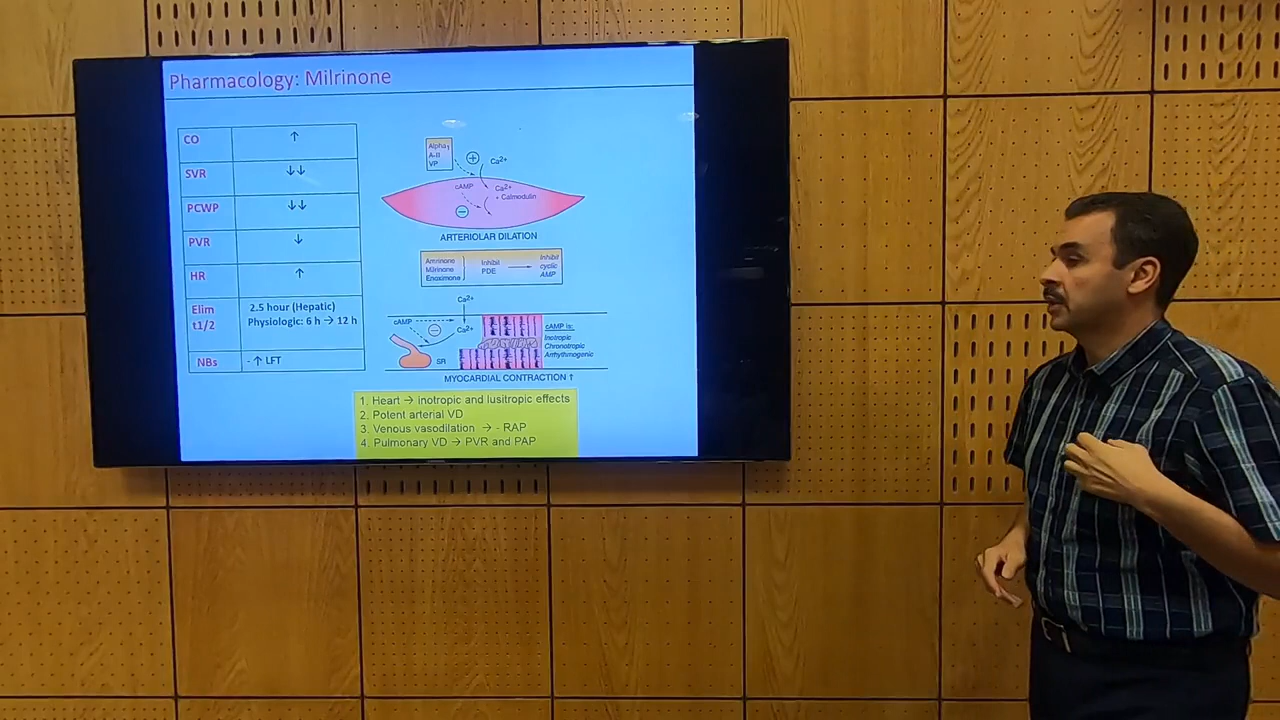 Pharmacology: Milrinone
CO ↑
SVR ↓↓
PCWP ↓↓
PVR ↓
HR ↑
Elim t1/2
2.5 hour (Hepatic)
Physiologic: 6 h → 12 h
NBs - ↑ LFT
Alpha₁
A-II
VP
+
Ca²⁺
cAMP
Ca²⁺
+ Calmodulin
−
ARTERIOLAR DILATION
Amrinone
Milrinone
Enoximone
Inhibit
PDE
→
Inhibit
cyclic
AMP
Ca²⁺
cAMP
−
Ca²⁺
SR
cAMP is:
Inotropic
Chronotropic
Arrhythmogenic
MYOCARDIAL CONTRACTION ↑
1. Heart → inotropic and lusitropic effects
2. Potent arterial VD
3. Venous vasodilation → - RAP
4. Pulmonary VD → PVR and PAP